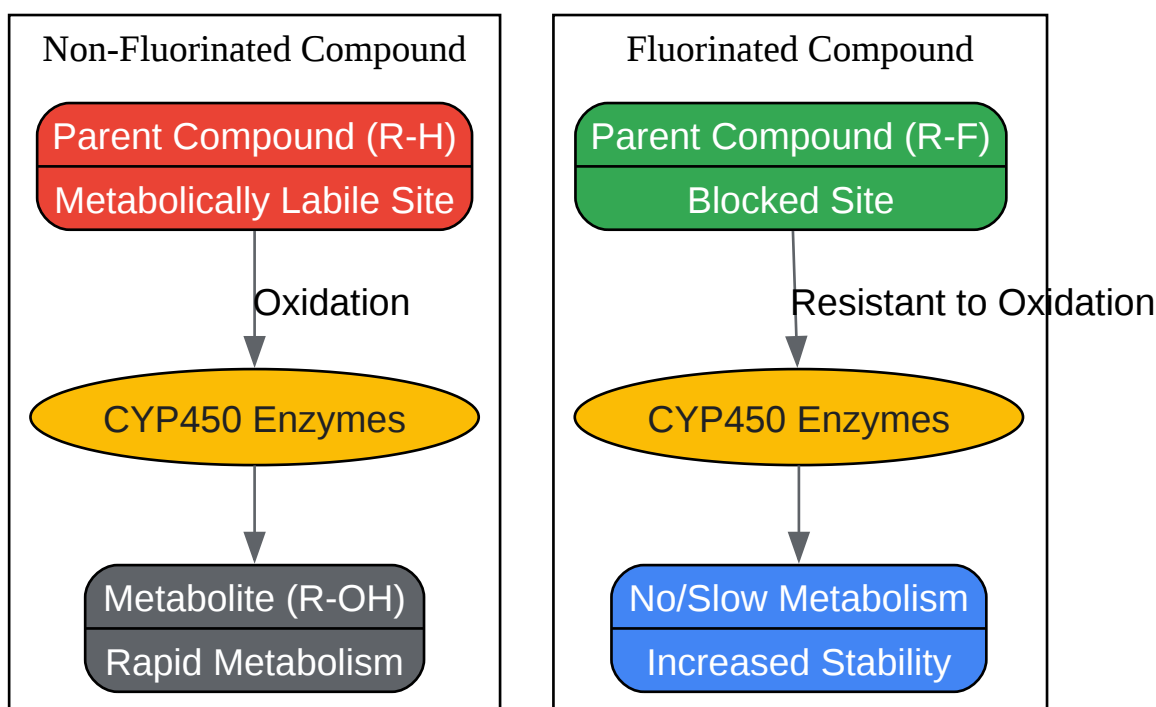 Non-Fluorinated Compound
Parent Compound (R-H)
Metabolically Labile Site
Oxidation
CYP450 Enzymes
Metabolite (R-OH)
Rapid Metabolism
Fluorinated Compound
Parent Compound (R-F)
Blocked Site
Resistant to Oxidation
CYP450 Enzymes
No/Slow Metabolism
Increased Stability